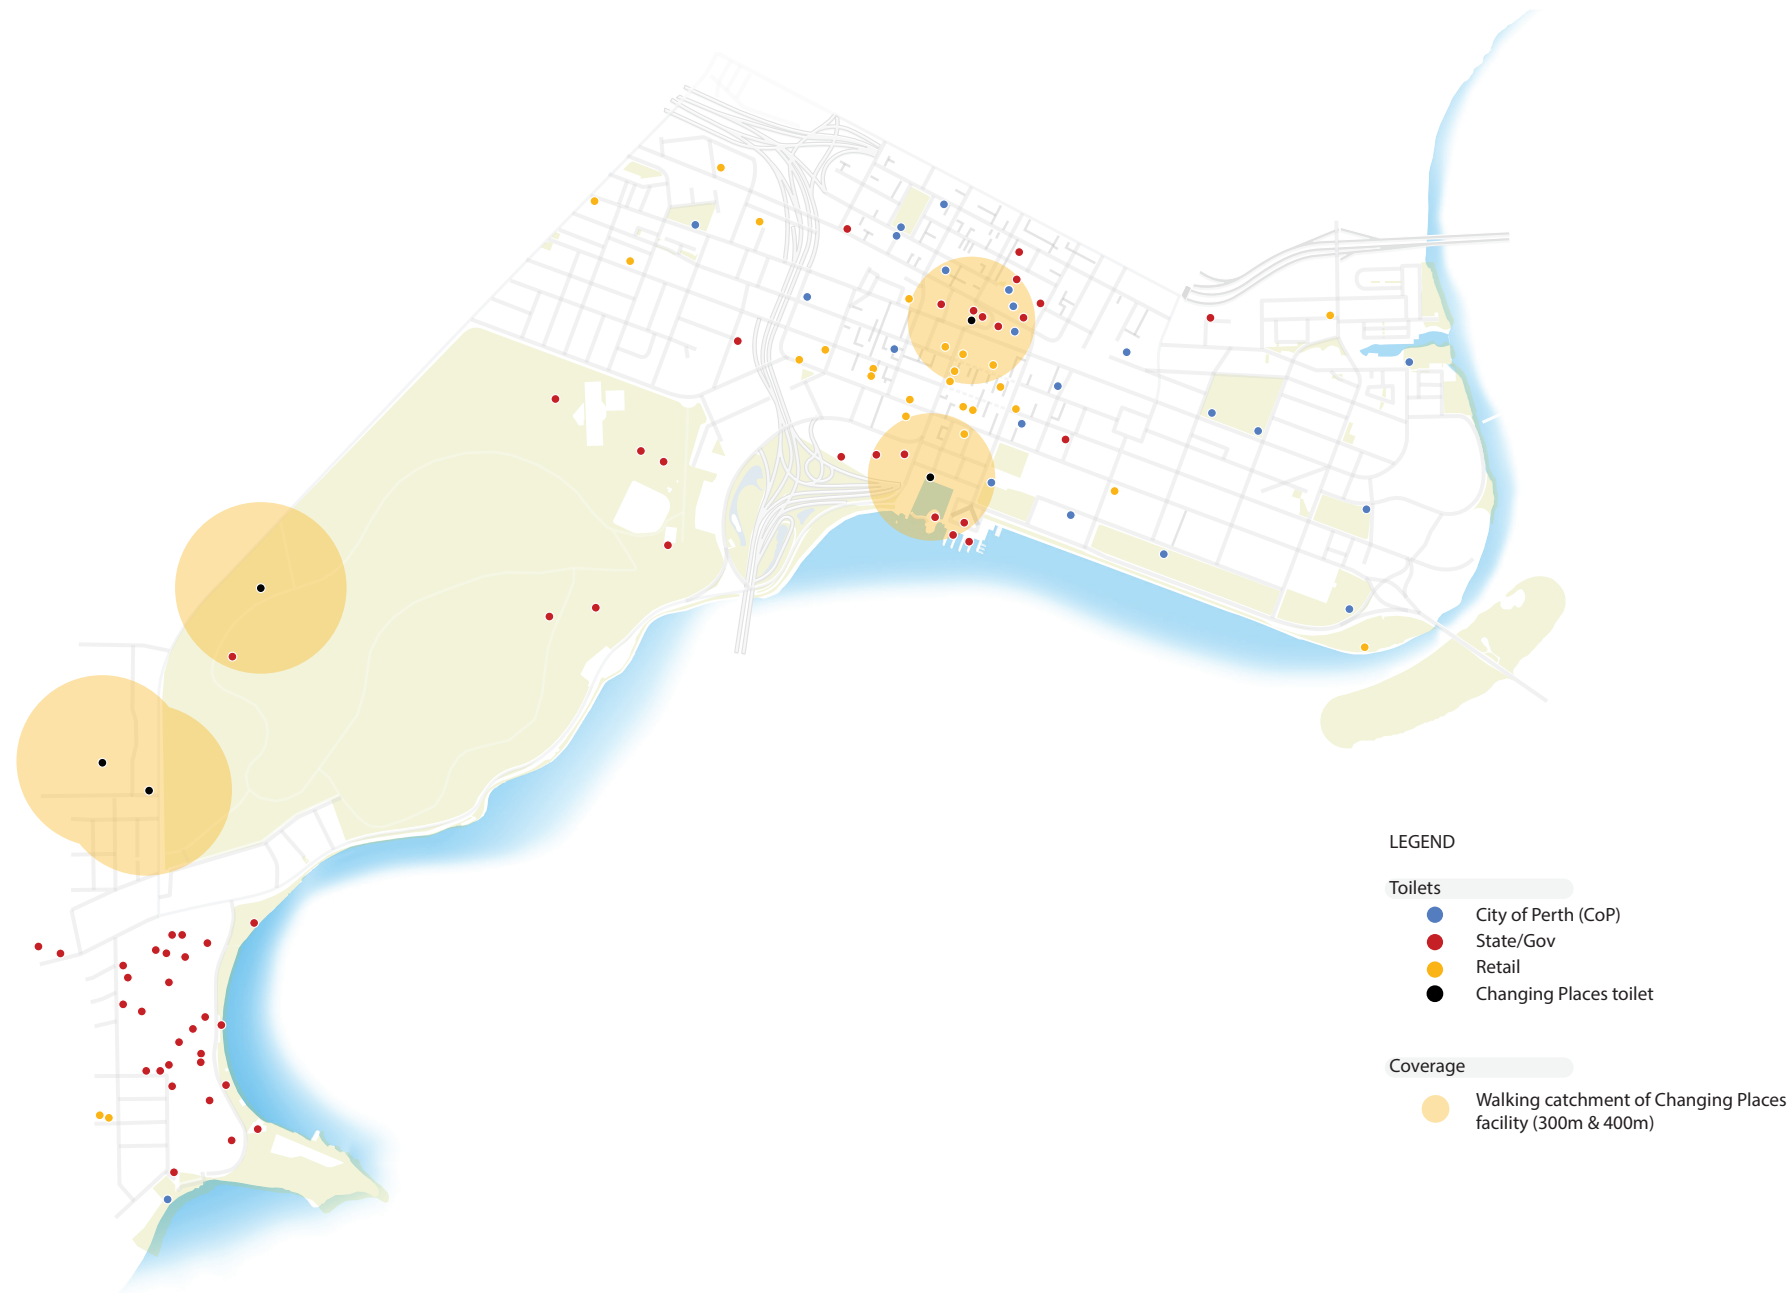 LEGEND
Toilets
City of Perth (CoP)
State/Gov
Retail
Changing Places toilet
Coverage
Walking catchment of Changing Places
facility (300m & 400m)